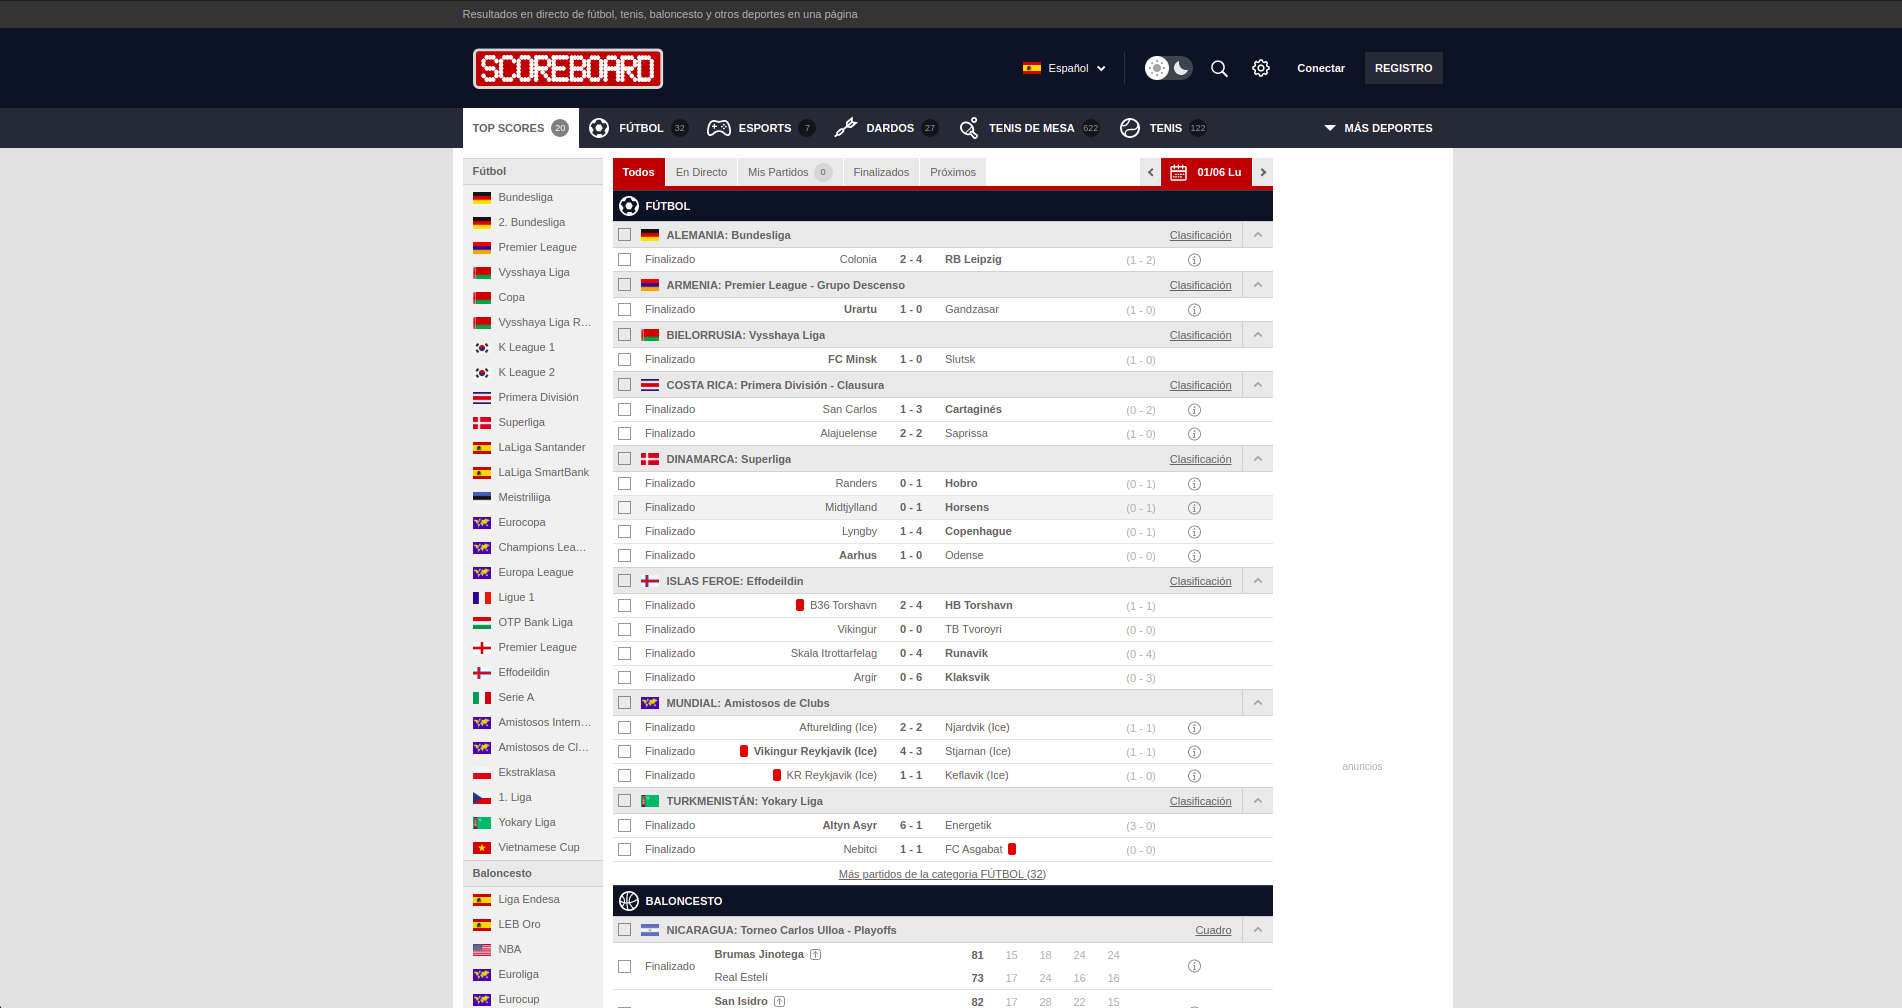 Resultados en directo de fútbol, tenis, baloncesto y otros deportes en una página
SCOREBOARD
Español
Conectar
REGISTRO
TOP SCORES 20
FÚTBOL 32
ESPORTS 7
DARDOS 27
TENIS DE MESA 622
TENIS 122
MÁS DEPORTES
Fútbol
Bundesliga
2. Bundesliga
Premier League
Vysshaya Liga
Copa
Vysshaya Liga R...
K League 1
K League 2
Primera División
Superliga
LaLiga Santander
LaLiga SmartBank
Meistriliiga
Eurocopa
Champions Lea...
Europa League
Ligue 1
OTP Bank Liga
Premier League
Effodeildin
Serie A
Amistosos Intern...
Amistosos de Cl...
Ekstraklasa
1. Liga
Yokary Liga
Vietnamese Cup
Baloncesto
Liga Endesa
LEB Oro
NBA
Euroliga
Eurocup
Todos
En Directo
Mis Partidos 0
Finalizados
Próximos
01/06 Lu
FÚTBOL
ALEMANIA: Bundesliga Clasificación
Finalizado Colonia 2 - 4 RB Leipzig (1 - 2)
ARMENIA: Premier League - Grupo Descenso Clasificación
Finalizado Urartu 1 - 0 Gandzasar (1 - 0)
BIELORRUSIA: Vysshaya Liga Clasificación
Finalizado FC Minsk 1 - 0 Slutsk (1 - 0)
COSTA RICA: Primera División - Clausura Clasificación
Finalizado San Carlos 1 - 3 Cartaginés (0 - 2)
Finalizado Alajuelense 2 - 2 Saprissa (1 - 0)
DINAMARCA: Superliga Clasificación
Finalizado Randers 0 - 1 Hobro (0 - 1)
Finalizado Midtjylland 0 - 1 Horsens (0 - 1)
Finalizado Lyngby 1 - 4 Copenhague (0 - 1)
Finalizado Aarhus 1 - 0 Odense (0 - 0)
ISLAS FEROE: Effodeildin Clasificación
Finalizado B36 Torshavn 2 - 4 HB Torshavn (1 - 1)
Finalizado Vikingur 0 - 0 TB Tvoroyri (0 - 0)
Finalizado Skala Itrottarfelag 0 - 4 Runavik (0 - 4)
Finalizado Argir 0 - 6 Klaksvik (0 - 3)
MUNDIAL: Amistosos de Clubs
Finalizado Afturelding (Ice) 2 - 2 Njardvik (Ice) (1 - 1)
Finalizado Vikingur Reykjavik (Ice) 4 - 3 Stjarnan (Ice) (1 - 1)
Finalizado KR Reykjavik (Ice) 1 - 1 Keflavik (Ice) (1 - 0)
TURKMENISTÁN: Yokary Liga Clasificación
Finalizado Altyn Asyr 6 - 1 Energetik (3 - 0)
Finalizado Nebitci 1 - 1 FC Asgabat (0 - 0)
Más partidos de la categoría FÚTBOL (32)
BALONCESTO
NICARAGUA: Torneo Carlos Ulloa - Playoffs Cuadro
Brumas Jinotega 81 15 18 24 24
Finalizado
Real Estelí 73 17 24 16 16
San Isidro 82 17 28 22 15
anuncios